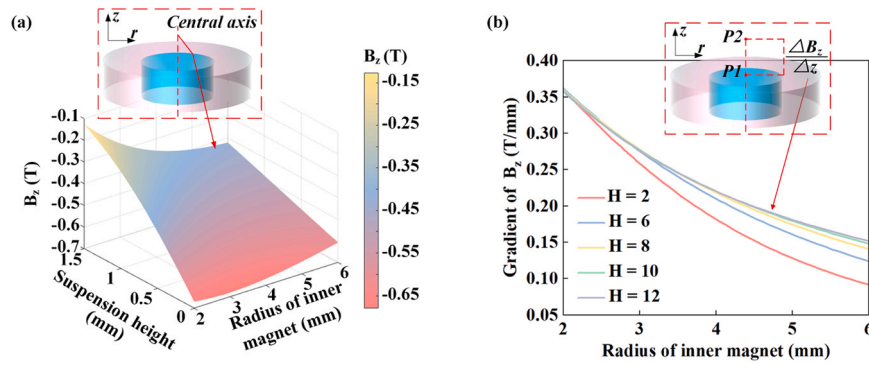 (a)
z
r
Central axis
B_z (T)
-0.15
-0.25
-0.35
-0.45
-0.55
-0.65
-0.1
-0.2
-0.3
-0.4
-0.5
-0.6
-0.7
B_z (T)
1.5
1
0.5
0
Suspension height
(mm)
2
3
4
5
6
Radius of inner
magnet (mm)
(b)
z
r
P2
P1
△B_z
△z
0.40
0.35
0.30
0.25
0.20
0.15
0.10
0.05
Gradient of B_z (T/mm)
H = 2
H = 6
H = 8
H = 10
H = 12
2
3
4
5
6
Radius of inner magnet (mm)